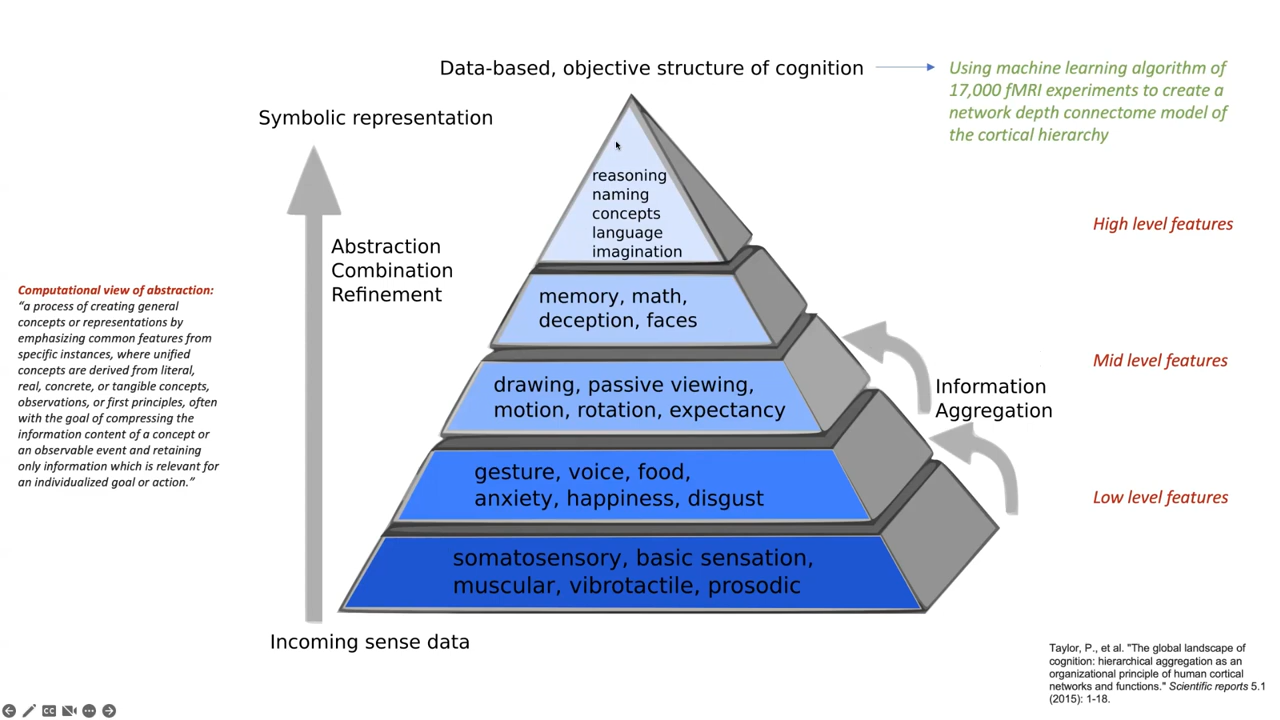 Data-based, objective structure of cognition
Using machine learning algorithm of
17,000 fMRI experiments to create a
network depth connectome model of
the cortical hierarchy
Symbolic representation
reasoning
naming
concepts
language
imagination
High level features
Abstraction
Combination
Refinement
Computational view of abstraction:
“a process of creating general
concepts or representations by
emphasizing common features from
specific instances, where unified
concepts are derived from literal,
real, concrete, or tangible concepts,
observations, or first principles, often
with the goal of compressing the
information content of a concept or
an observable event and retaining
only information which is relevant for
an individualized goal or action.”
memory, math,
deception, faces
Mid level features
drawing, passive viewing,
motion, rotation, expectancy
Information
Aggregation
gesture, voice, food,
anxiety, happiness, disgust
Low level features
somatosensory, basic sensation,
muscular, vibrotactile, prosodic
Incoming sense data
Taylor, P., et al. "The global landscape of
cognition: hierarchical aggregation as an
organizational principle of human cortical
networks and functions." Scientific reports 5.1
(2015): 1-18.
CC